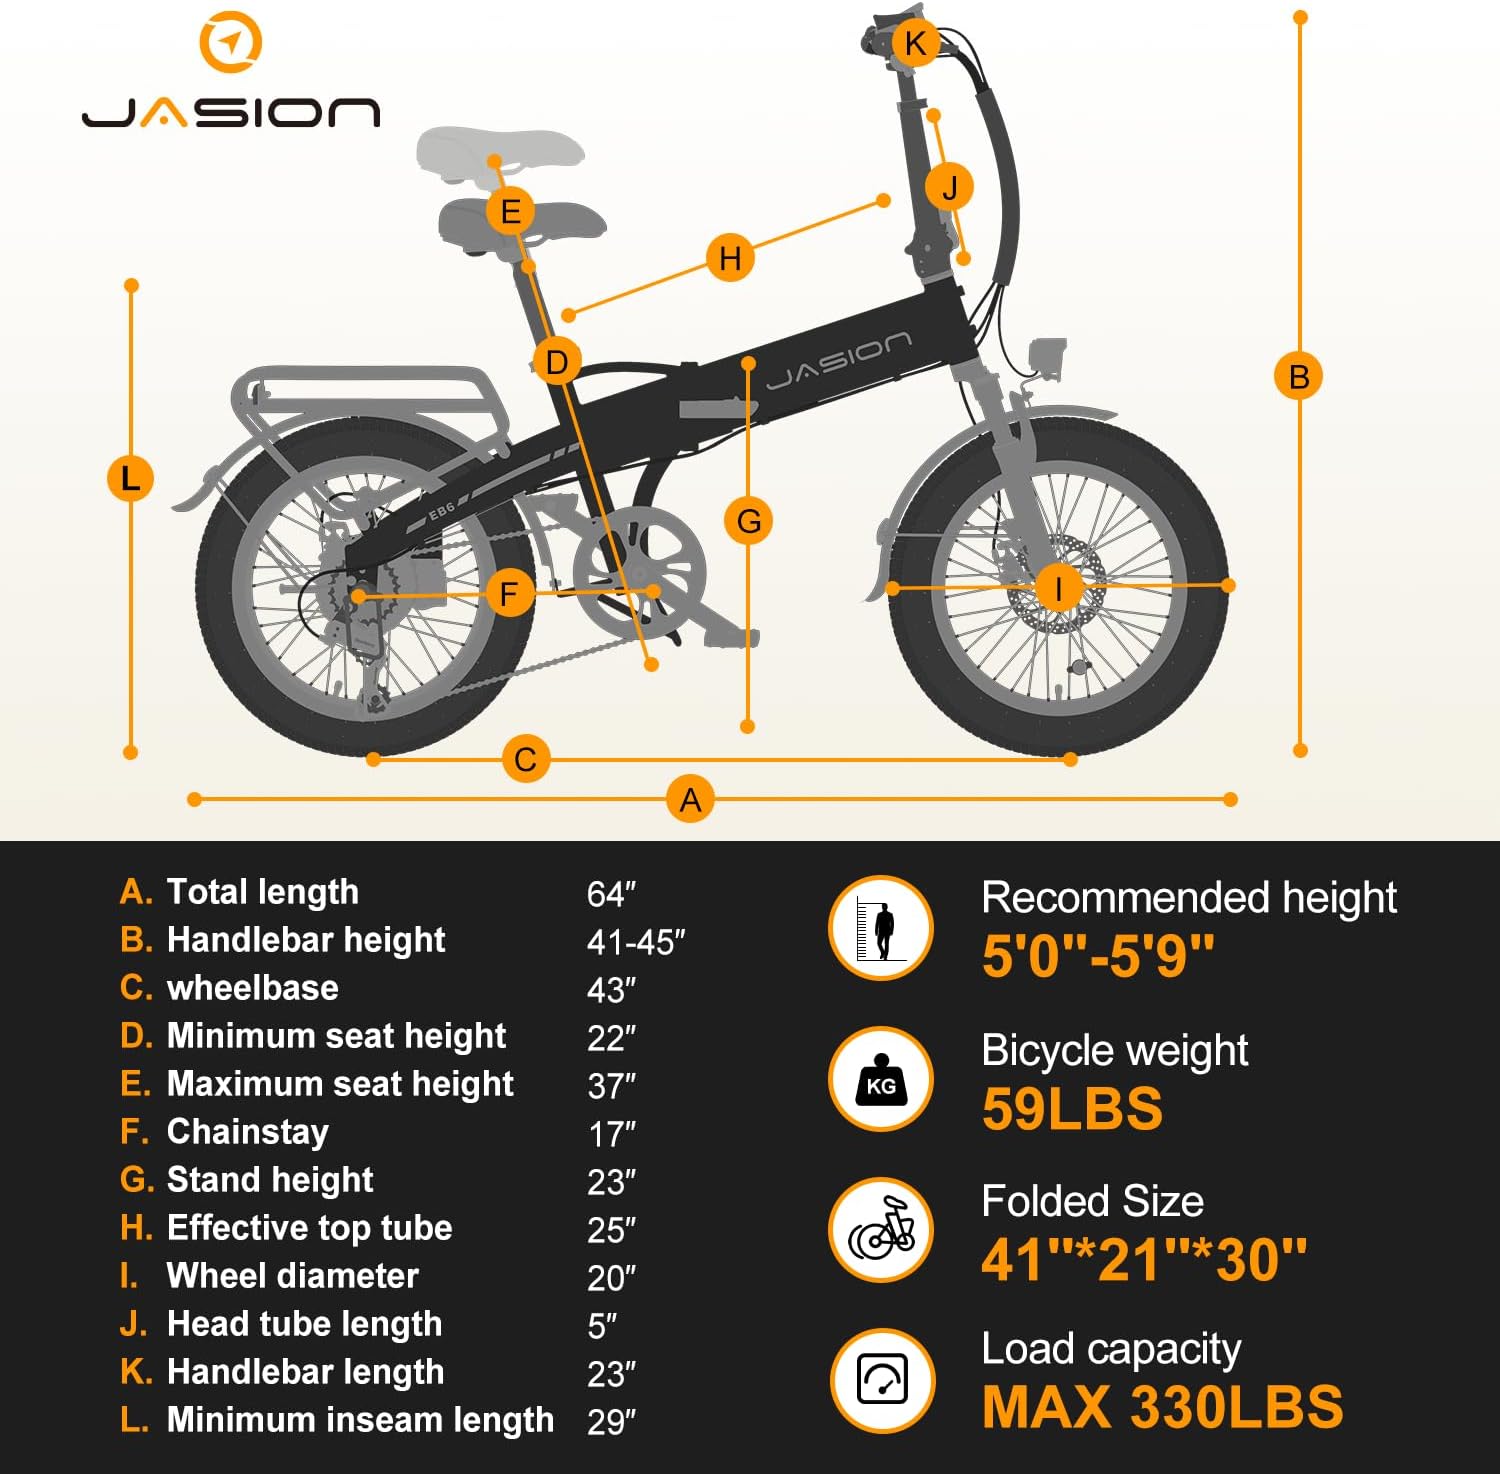 JASION
K
J
E
H
D
B
JASION
L
EB6
G
F
I
C
A
A. Total length 64"
B. Handlebar height 41-45"
C. wheelbase 43"
D. Minimum seat height 22"
E. Maximum seat height 37"
F. Chainstay 17"
G. Stand height 23"
H. Effective top tube 25"
I. Wheel diameter 20"
J. Head tube length 5"
K. Handlebar length 23"
L. Minimum inseam length 29"
Recommended height
5'0"-5'9"
KG
Bicycle weight
59LBS
Folded Size
41"*21"*30"
Load capacity
MAX 330LBS